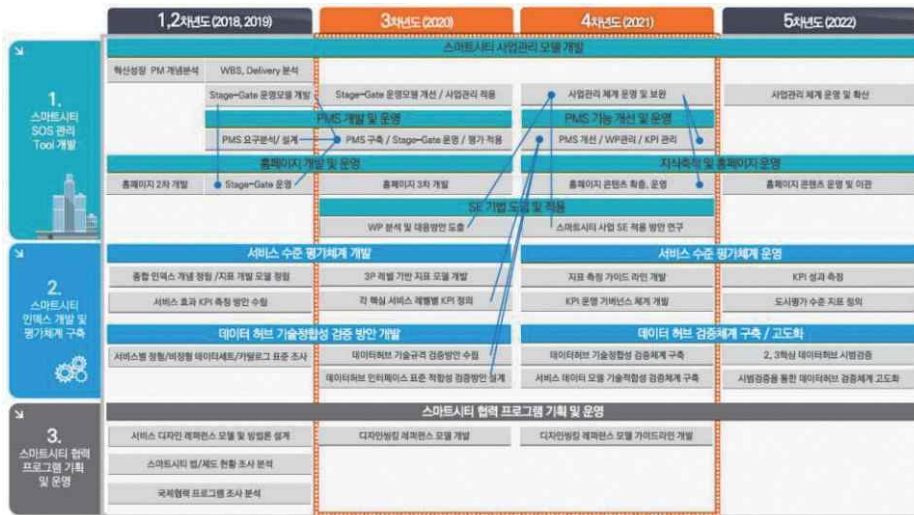 1,2차년도 (2018, 2019)
3차년도 (2020)
4차년도 (2021)
5차년도 (2022)
1.
스마트시티
SOS 관리
Tool 개발
스마트시티 사업관리 모델 개발
혁신성장 PM 개념분석
WBS, Delivery 분석
Stage-Gate 운영모델 개발
Stage-Gate 운영모델 개선 / 사업관리 적용
사업관리 체계 운영 및 보완
사업관리 체계 운영 및 확산
PMS 개발 및 운영
PMS 기능 개선 및 운영
PMS 요구분석/ 설계
PMS 구축 / Stage-Gate 운영 / 평가 적용
PMS 개선 / WP관리 / KPI 관리
홈페이지 개발 및 운영
지식축적 및 홈페이지 운영
홈페이지 2차 개발
Stage-Gate 운영
홈페이지 3차 개발
홈페이지 콘텐츠 확충, 운영
홈페이지 콘텐츠 운영 및 이관
SE 기법 도입 및 적용
WP 분석 및 대응방안 도출
스마트시티 사업 SE 적용 방안 연구
2.
스마트시티
인덱스 개발 및
평가체계 구축
서비스 수준 평가체계 개발
서비스 수준 평가체계 운영
종합 인덱스 개념 정립 /지표 개발 모델 정립
3P 레벨 기반 지표 모델 개발
지표 측정 가이드 라인 개발
KPI 성과 측정
서비스 효과 KPI 측정 방안 수립
각 핵심 서비스 레벨별 KPI 정의
KPI 운영 거버넌스 체계 개발
도시평가 수준 지표 정의
데이터 허브 기술정합성 검증 방안 개발
데이터 허브 검증체계 구축 / 고도화
서비스별 정형/비정형 데이터세트/카탈로그 표준 조사
데이터허브 기술규격 검증방안 수립
데이터허브 기술정합성 검증체계 구축
2, 3핵심 데이터허브 시범검증
데이터허브 인터페이스 표준 적합성 검증방안 설계
서비스 데이터 모델 기술적합성 검증체계 구축
시범검증을 통한 데이터허브 검증체계 고도화
3.
스마트시티 협력
프로그램 기획
및 운영
스마트시티 협력 프로그램 기획 및 운영
서비스 디자인 레퍼런스 모델 및 방법론 설계
디자인씽킹 레퍼런스 모델 개발
디자인씽킹 레퍼런스 모델 가이드라인 개발
스마트시티 법/제도 현황 조사 분석
국제협력 프로그램 조사 분석